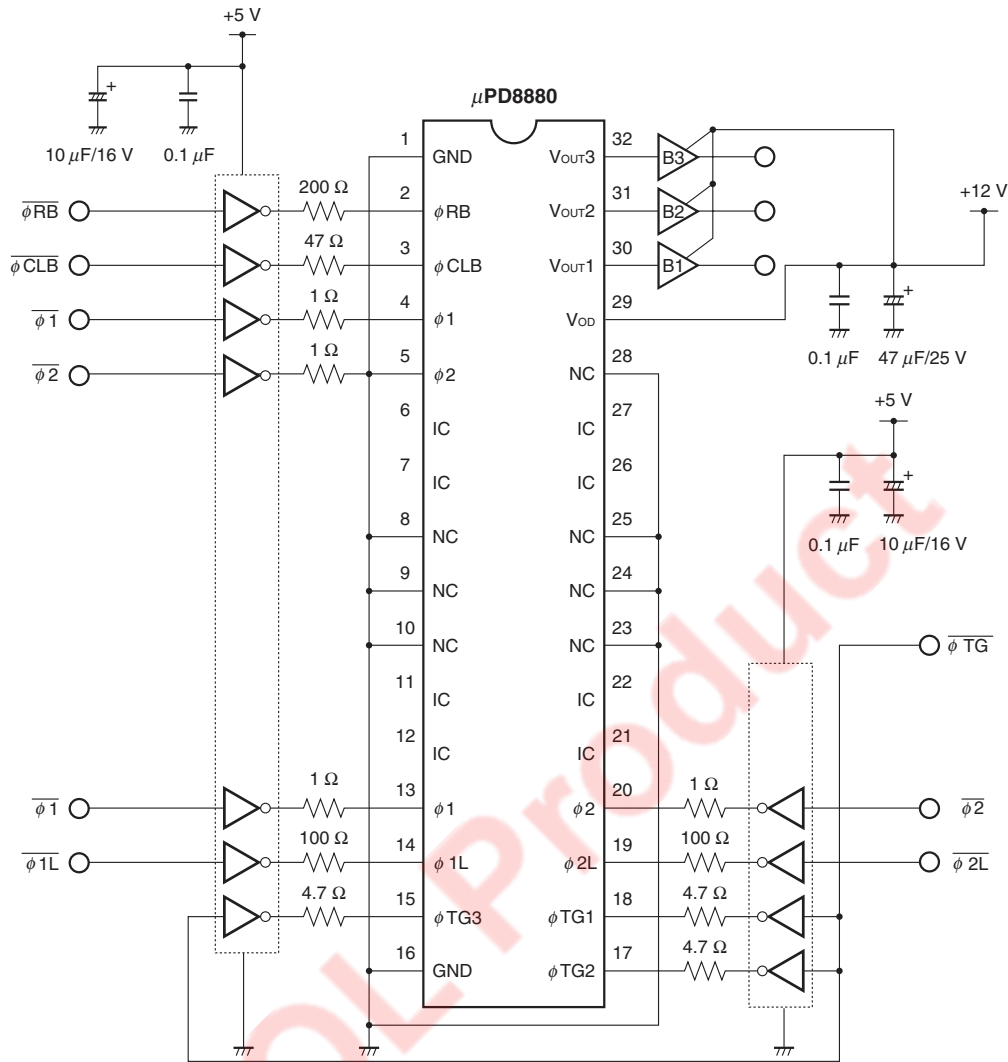 +5 V
+
10 μF/16 V
0.1 μF
μPD8880
1
GND
32
VOUT3
B3
φRB
200 Ω
2
φRB
31
VOUT2
B2
+12 V
φCLB
47 Ω
3
φCLB
30
VOUT1
B1
φ1
1 Ω
4
φ1
29
VOD
+
0.1 μF
47 μF/25 V
φ2
1 Ω
5
φ2
28
NC
6
IC
27
IC
+5 V
7
IC
26
IC
+
8
NC
25
NC
0.1 μF
10 μF/16 V
9
NC
24
NC
10
NC
23
NC
φTG
11
IC
22
IC
12
IC
21
IC
φ1
1 Ω
13
φ1
20
φ2
1 Ω
φ2
φ1L
100 Ω
14
φ1L
19
φ2L
100 Ω
φ2L
4.7 Ω
15
φTG3
18
φTG1
4.7 Ω
16
GND
17
φTG2
4.7 Ω
OL Product